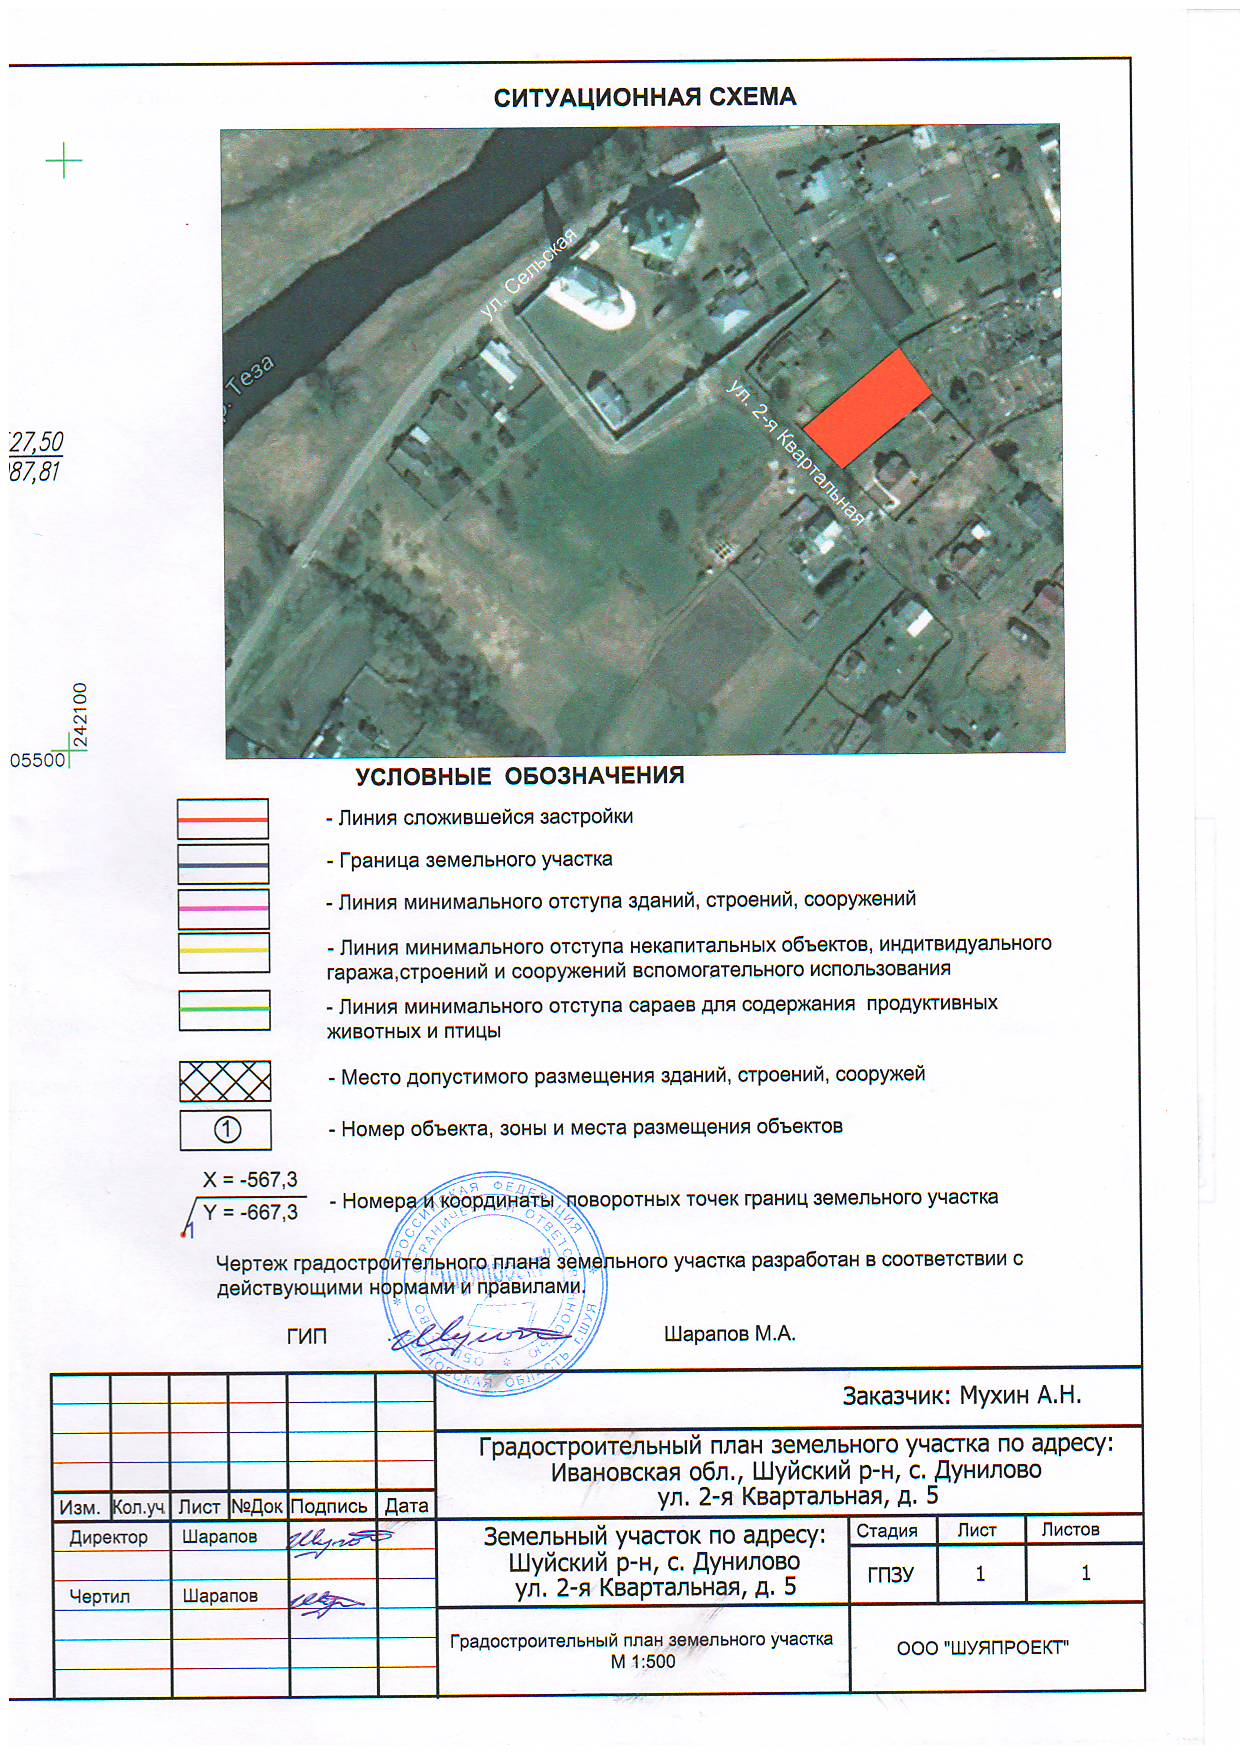 СИТУАЦИОННАЯ СХЕМА
ул. Сельская
р. Теза
ул. 2-я Квартальная
27,50
87,81
242100
05500
УСЛОВНЫЕ ОБОЗНАЧЕНИЯ
- Линия сложившейся застройки
- Граница земельного участка
- Линия минимального отступа зданий, строений, сооружений
- Линия минимального отступа некапитальных объектов, индитвидуального
гаража,строений и сооружений вспомогательного использования
- Линия минимального отступа сараев для содержания продуктивных
животных и птицы
- Место допустимого размещения зданий, строений, сооружей
1
- Номер объекта, зоны и места размещения объектов
X = -567,3
Y = -667,3
1
- Номера и координаты поворотных точек границ земельного участка
РОССИЙСКАЯ ФЕДЕРАЦИЯ
ИВАНОВСКАЯ ОБЛАСТЬ г.ШУЯ
Чертеж градостроительного плана земельного участка разработан в соответствии с
действующими нормами и правилами.
ГИП
Шарапов М.А.
Заказчик: Мухин А.Н.
Градостроительный план земельного участка по адресу:
Ивановская обл., Шуйский р-н, с. Дунилово
ул. 2-я Квартальная, д. 5
Изм. Кол.уч Лист №Док Подпись Дата
Директор Шарапов
Чертил Шарапов
Земельный участок по адресу:
Шуйский р-н, с. Дунилово
ул. 2-я Квартальная, д. 5
Стадия Лист Листов
ГПЗУ 1 1
Градостроительный план земельного участка
М 1:500
ООО "ШУЯПРОЕКТ"